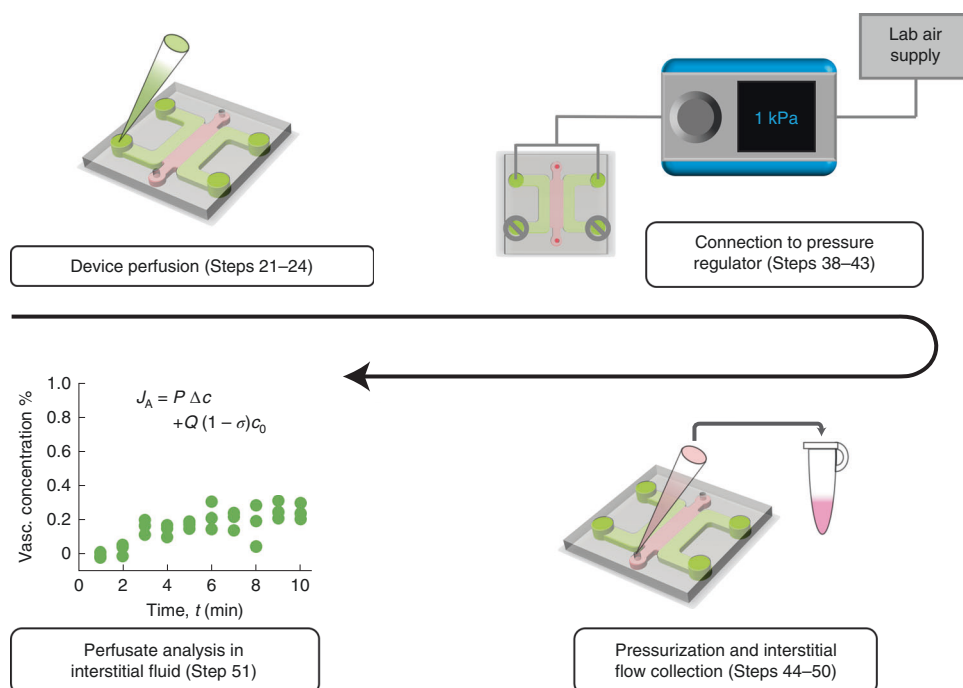 Lab air
supply
1 kPa
Device perfusion (Steps 21–24)
Connection to pressure
regulator (Steps 38–43)
Vasc. concentration %
1.0
0.8
0.6
0.4
0.2
0
J_A = P Δc
+Q (1 − σ)c_0
0 2 4 6 8 10
Time, t (min)
Perfusate analysis in
interstitial fluid (Step 51)
Pressurization and interstitial
flow collection (Steps 44–50)